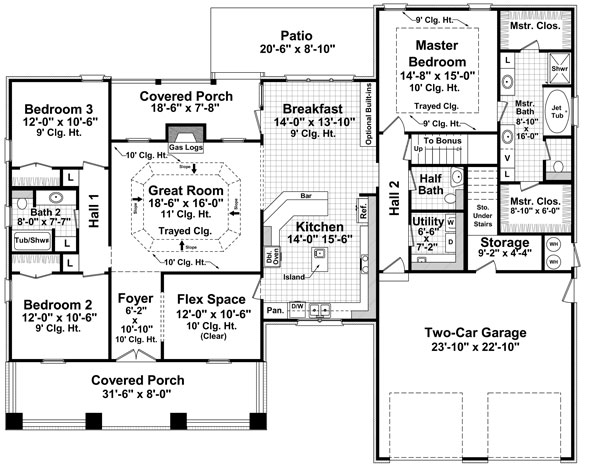 Patio
20'-6" x 8'-10"
Covered Porch
18'-6" x 7'-8"
Bedroom 3
12'-0" x 10'-6"
9' Clg. Ht.
Breakfast
14'-0" x 13'-10"
9' Clg. Ht.
Optional Built-ins
9' Clg. Ht.
Master
Bedroom
14'-8" x 15'-0"
10' Clg. Ht.
Trayed Clg.
9' Clg. Ht.
Mstr. Clos.
L
Shwr
Mstr.
Bath
8'-10"
x
16'-0"
Jet
Tub
V
L
Mstr. Clos.
8'-10" x 6'-0"
Gas Logs
10' Clg. Ht.
Slope
Great Room
18'-6" x 16'-0"
11' Clg. Ht.
Trayed Clg.
Slope
Slope
Slope
10' Clg. Ht.
L
Hall 1
Bath 2
8'-0" x 7'-7"
Tub/Shwr
L
L
Bedroom 2
12'-0" x 10'-6"
9' Clg. Ht.
Foyer
6'-2"
x
10'-10"
10' Clg. Ht.
Flex Space
12'-0" x 10'-6"
10' Clg. Ht.
(Clear)
Bar
Kitchen
14'-0" 15'-6"
Ref.
Dbl.
Oven
Island
Pan.
D/W
Hall 2
To Bonus
Up
Half
Bath
Utility
6'-6"
x
7'-2"
W
D
Sto.
Under
Stairs
Storage
9'-2" x 4'-4"
WH
WH
Two-Car Garage
23'-10" x 22'-10"
Covered Porch
31'-6" x 8'-0"